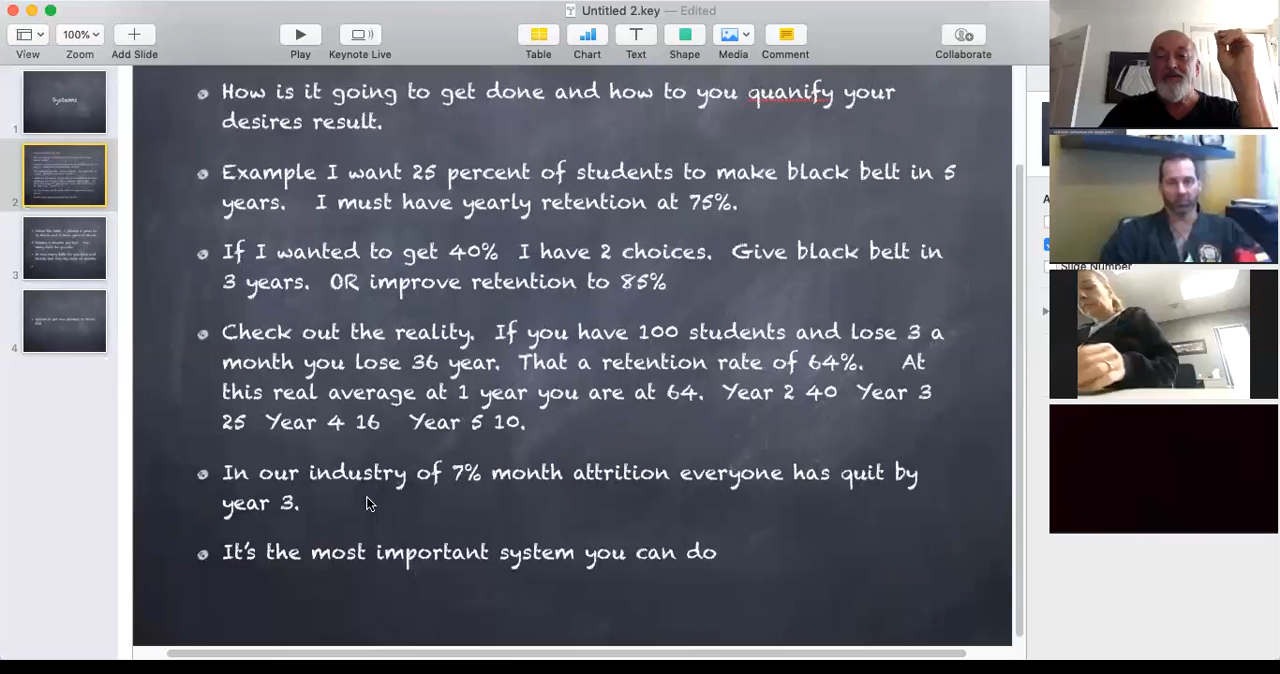 Untitled 2.key — Edited
100%
View
Zoom
Add Slide
Play
Keynote Live
Table
Chart
Text
Shape
Media
Comment
Collaborate
Systems
1
2
3
4
How is it going to get done and how to you quanify your
desires result.
Example I want 25 percent of students to make black belt in 5
years. I must have yearly retention at 75%.
If I wanted to get 40% I have 2 choices. Give black belt in
3 years. OR improve retention to 85%
Check out the reality. If you have 100 students and lose 3 a
month you lose 36 year. That a retention rate of 64%. At
this real average at 1 year you are at 64. Year 2 40 Year 3
25 Year 4 16 Year 5 10.
In our industry of 7% month attrition everyone has quit by
year 3.
It's the most important system you can do
Slide Number